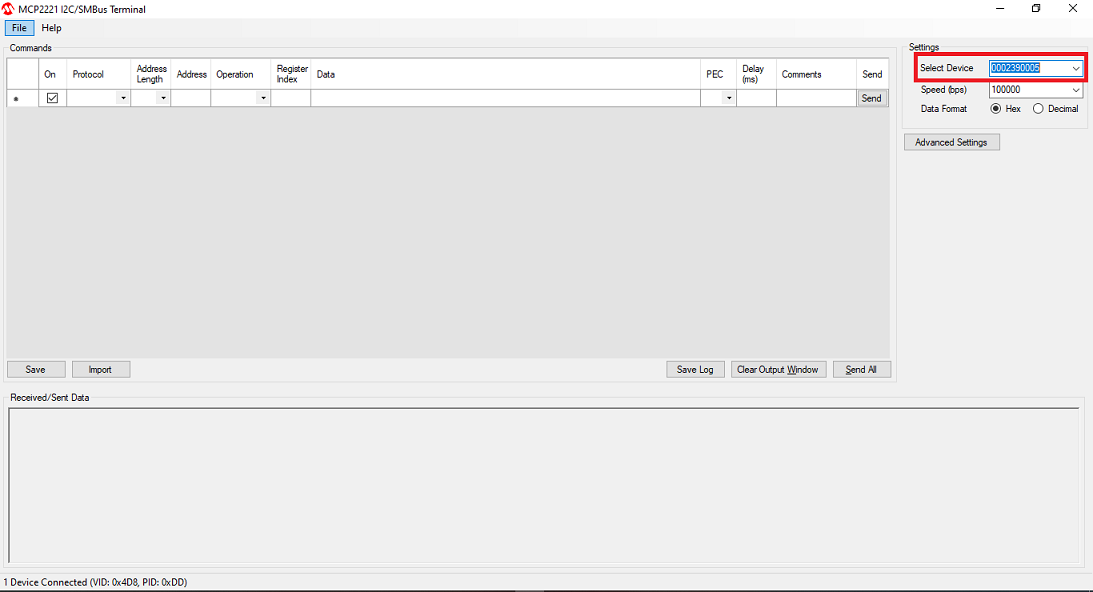 MCP2221 I2C/SMBus Terminal
File Help
Commands
On Protocol Address Length Address Operation Register Index Data PEC Delay (ms) Comments Send
Send
Save Import Save Log Clear Output Window Send All
Settings
Select Device 0002390005
Speed (bps) 100000
Data Format Hex Decimal
Advanced Settings
Received/Sent Data
1 Device Connected (VID: 0x4D8, PID: 0xDD)